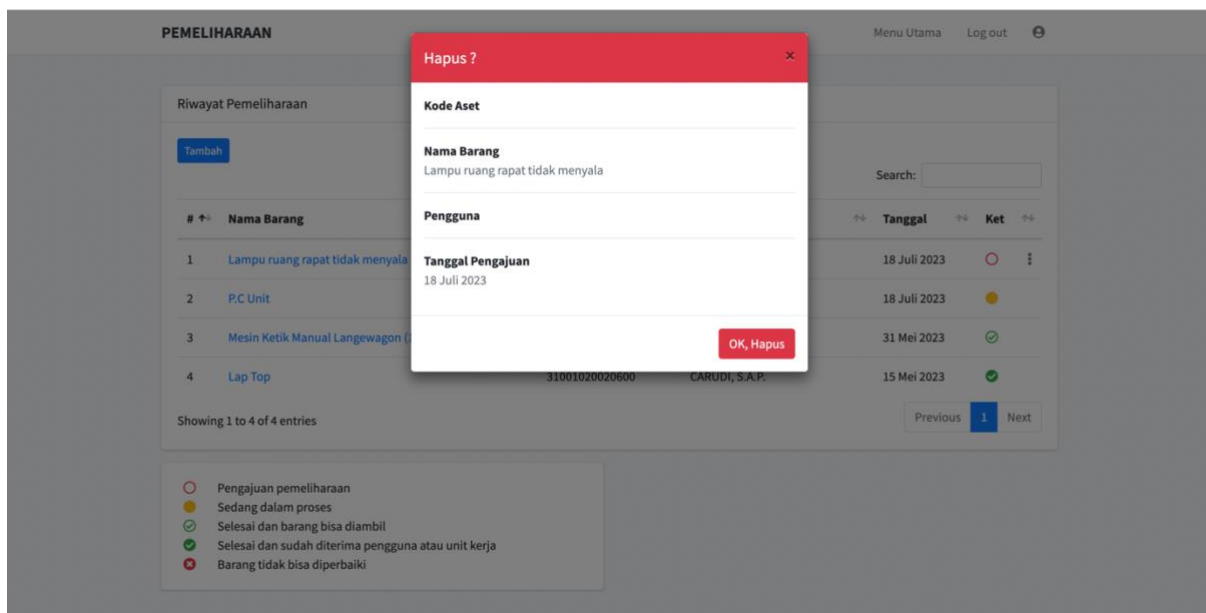 PEMELIHARAAN
Menu Utama Log out
Hapus ? ×
Riwayat Pemeliharaan
Kode Aset
Tambah
Nama Barang
Lampu ruang rapat tidak menyala
Search:
Pengguna
# Nama Barang Tanggal Ket
Tanggal Pengajuan
18 Juli 2023
1 Lampu ruang rapat tidak menyala 18 Juli 2023
2 P.C Unit 18 Juli 2023
3 Mesin Ketik Manual Langewagon ( 31 Mei 2023
OK, Hapus
4 Lap Top 31001020020600 CARUDI, S.A.P. 15 Mei 2023
Showing 1 to 4 of 4 entries
Previous 1 Next
Pengajuan pemeliharaan
Sedang dalam proses
Selesai dan barang bisa diambil
Selesai dan sudah diterima pengguna atau unit kerja
Barang tidak bisa diperbaiki